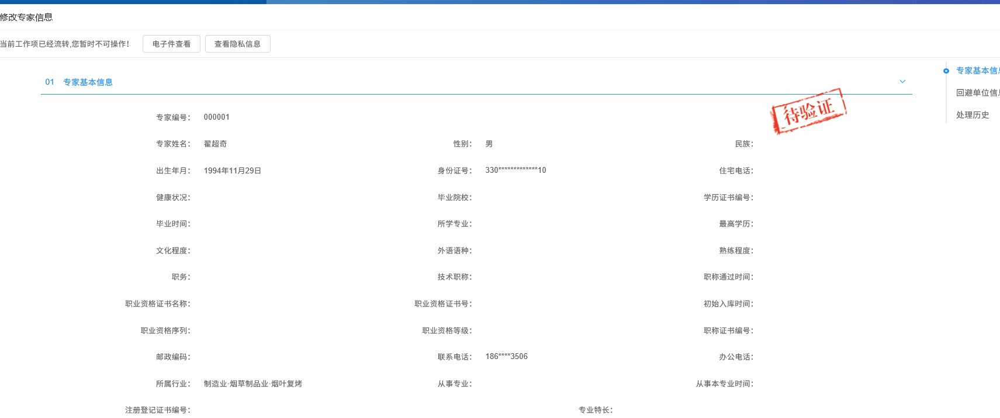 修改专家信息
当前工作项已经流转,您暂时不可操作! 电子件查看 查看隐私信息
01 专家基本信息
专家基本信息
回避单位信息
处理历史
待验证
专家编号: 000001
专家姓名: 翟超奇 性别: 男 民族:
出生年月: 1994年11月29日 身份证号: 330*************10 住宅电话:
健康状况: 毕业院校: 学历证书编号:
毕业时间: 所学专业: 最高学历:
文化程度: 外语语种: 熟练程度:
职务: 技术职称: 职称通过时间:
职业资格证书名称: 职业资格证书号: 初始入库时间:
职业资格序列: 职业资格等级: 职称证书编号:
邮政编码: 联系电话: 186****3506 办公电话:
所属行业: 制造业·烟草制品业·烟叶复烤 从事专业: 从事本专业时间:
注册登记证书编号: 专业特长: